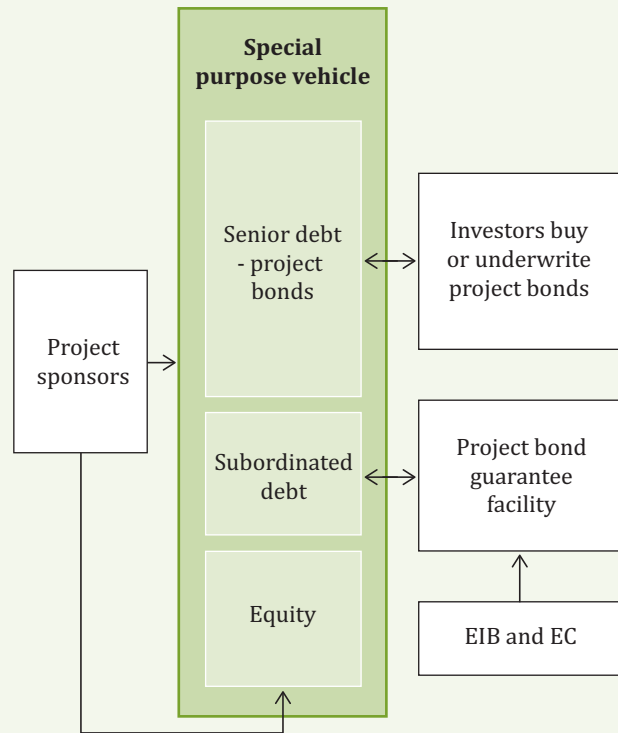 Special
purpose vehicle
Senior debt
- project
bonds
Investors buy
or underwrite
project bonds
Project
sponsors
Subordinated
debt
Project bond
guarantee
facility
Equity
EIB and EC